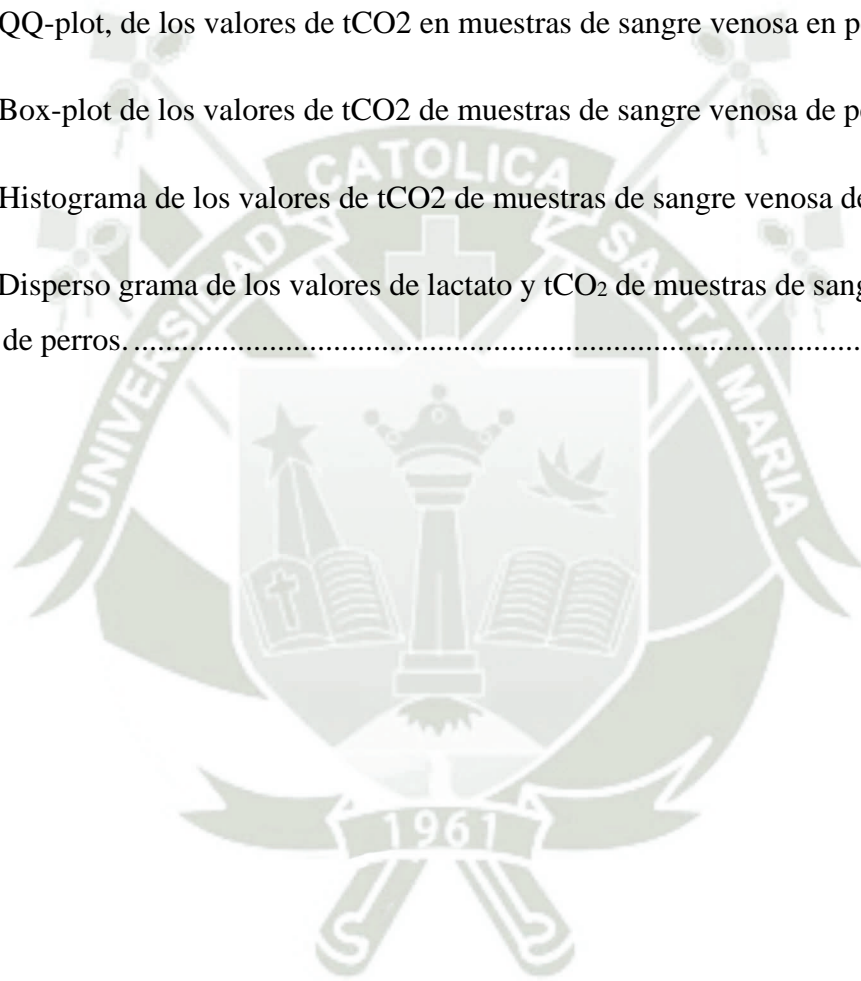 QQ-plot, de los valores de tCO2 en muestras de sangre venosa en p
Box-plot de los valores de tCO2 de muestras de sangre venosa de p
Histograma de los valores de tCO2 de muestras de sangre venosa de
Disperso grama de los valores de lactato y tCO₂ de muestras de sang
de perros. ..........................................................................................
UNIVERSIDAD CATOLICA SANTA MARIA
1961